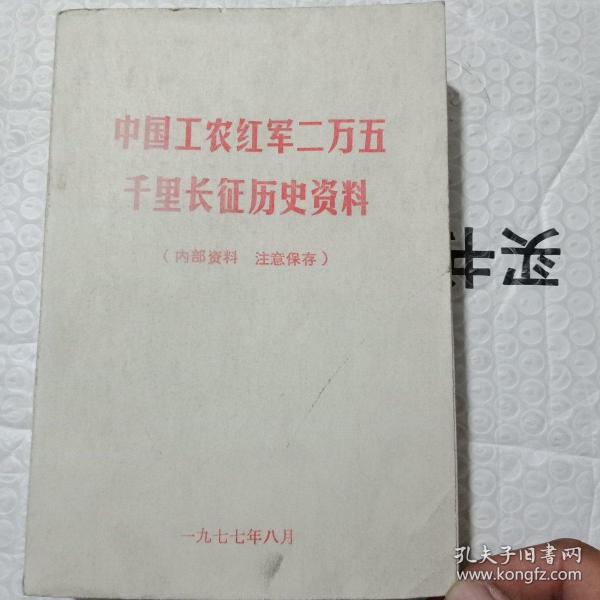 中国工农红军二万五
千里长征历史资料
（内部资料 注意保存）
一九七七年八月
买书
孔夫子旧书网
www.kongfz.com